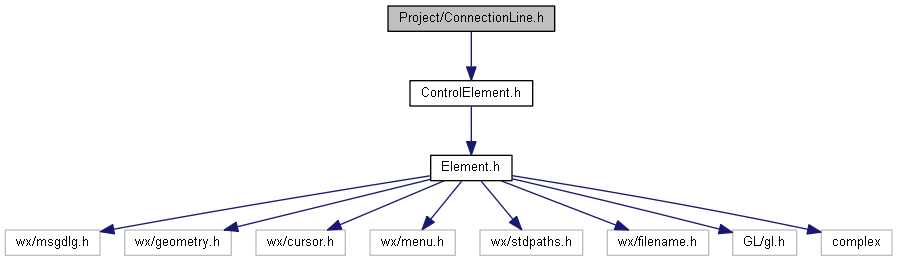 Project/ConnectionLine.h
ControlElement.h
Element.h
wx/msgdlg.h
wx/geometry.h
wx/cursor.h
wx/menu.h
wx/stdpaths.h
wx/filename.h
GL/gl.h
complex